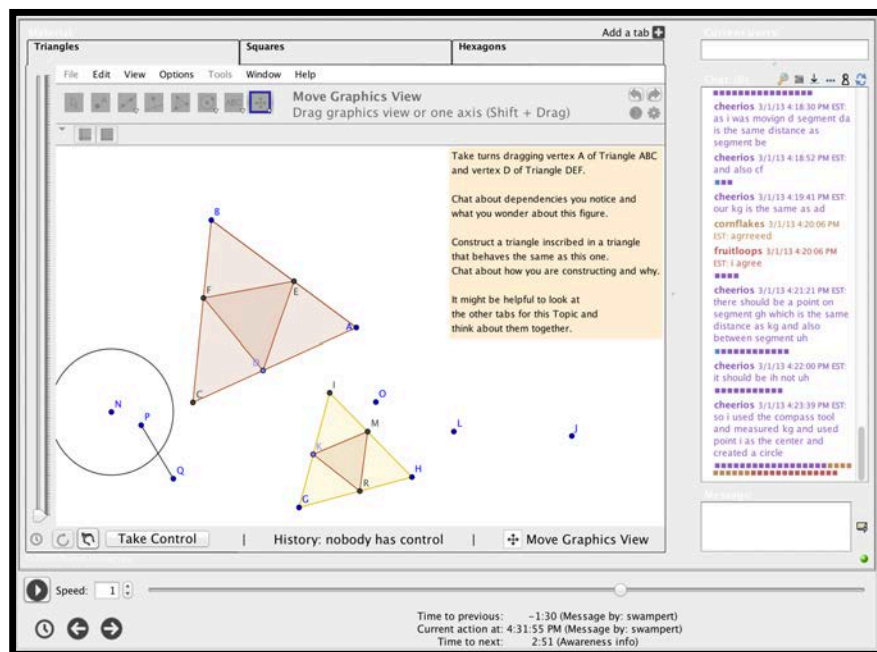 Add a tab
Triangles
Squares
Hexagons
File Edit View Options Tools Window Help
Move Graphics View
Drag graphics view or one axis (Shift + Drag)
Take turns dragging vertex A of Triangle ABC
and vertex D of Triangle DEF.
Chat about dependencies you notice and
what you wonder about this figure.
Construct a triangle inscribed in a triangle
that behaves the same as this one.
Chat about how you are constructing and why.
It might be helpful to look at
the other tabs for this Topic and
think about them together.
B
F
E
A
D
C
N
P
Q
I
O
M
L
J
K
H
R
G
Take Control
| History: nobody has control |
Move Graphics View
cheerios 3/1/13 4:18:30 PM EST:
as i was movign d segment da
is the same distance as
segment be
cheerios 3/1/13 4:18:52 PM EST:
and also cf
cheerios 3/1/13 4:19:41 PM EST:
our kg is the same as ad
cornflakes 3/1/13 4:20:06 PM
EST: agrreeed
fruitloops 3/1/13 4:20:06 PM
EST: i agree
cheerios 3/1/13 4:21:21 PM EST:
there should be a point on
segment gh which is the same
distance as kg and also
between segment uh
cheerios 3/1/13 4:22:00 PM EST:
it should be ih not uh
cheerios 3/1/13 4:23:39 PM EST:
so i used the compass tool
and measured kg and used
point i as the center and
created a circle
Message
Speed: 1
Time to previous: -1:30 (Message by: swampert)
Current action at: 4:31:55 PM (Message by: swampert)
Time to next: 2:51 (Awareness info)